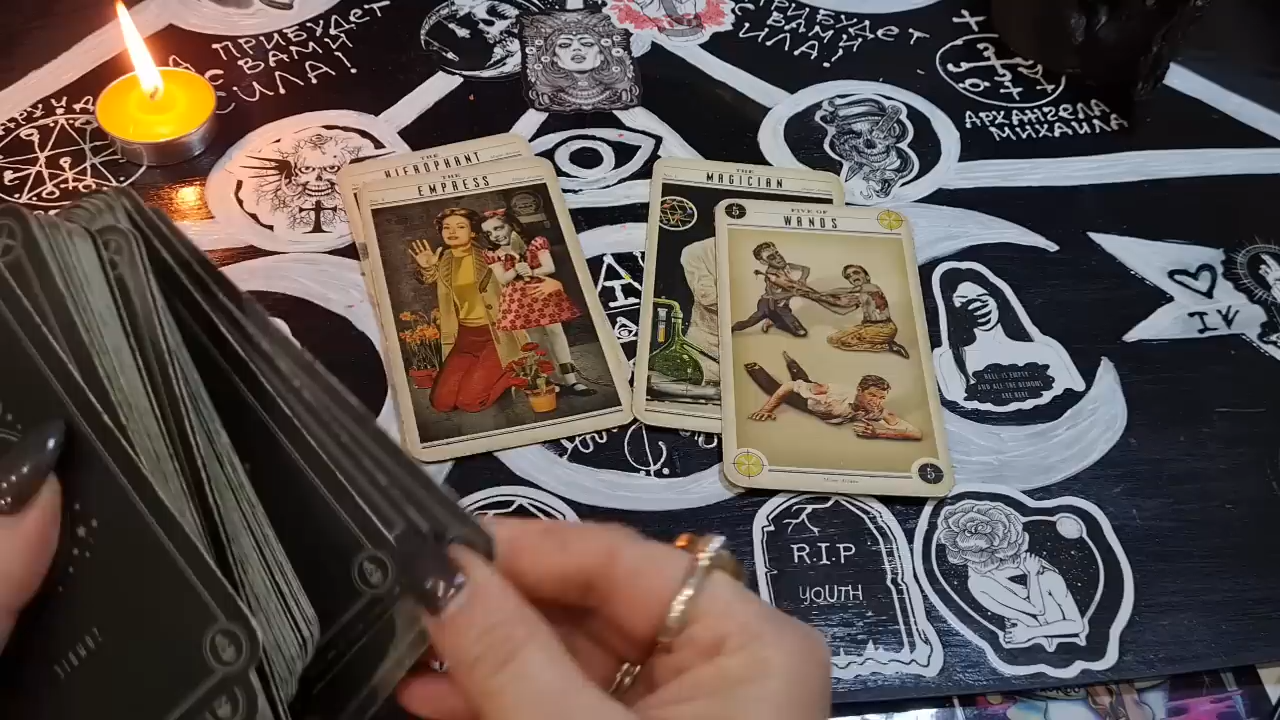 ПРИБУДЕТ
С ВАМИ
СИЛА!
ПРИБУДЕТ
С ВАМИ
СИЛА!
АРХАНГЕЛА
МИХАИЛА
THE
HIEROPHANT
THE
EMPRESS
THE
MAGICIAN
5
FIVE OF
WANDS
5
IV
HELL IS EMPTY
AND ALL THE DEMONS
ARE HERE
R.I.P
YOUTH